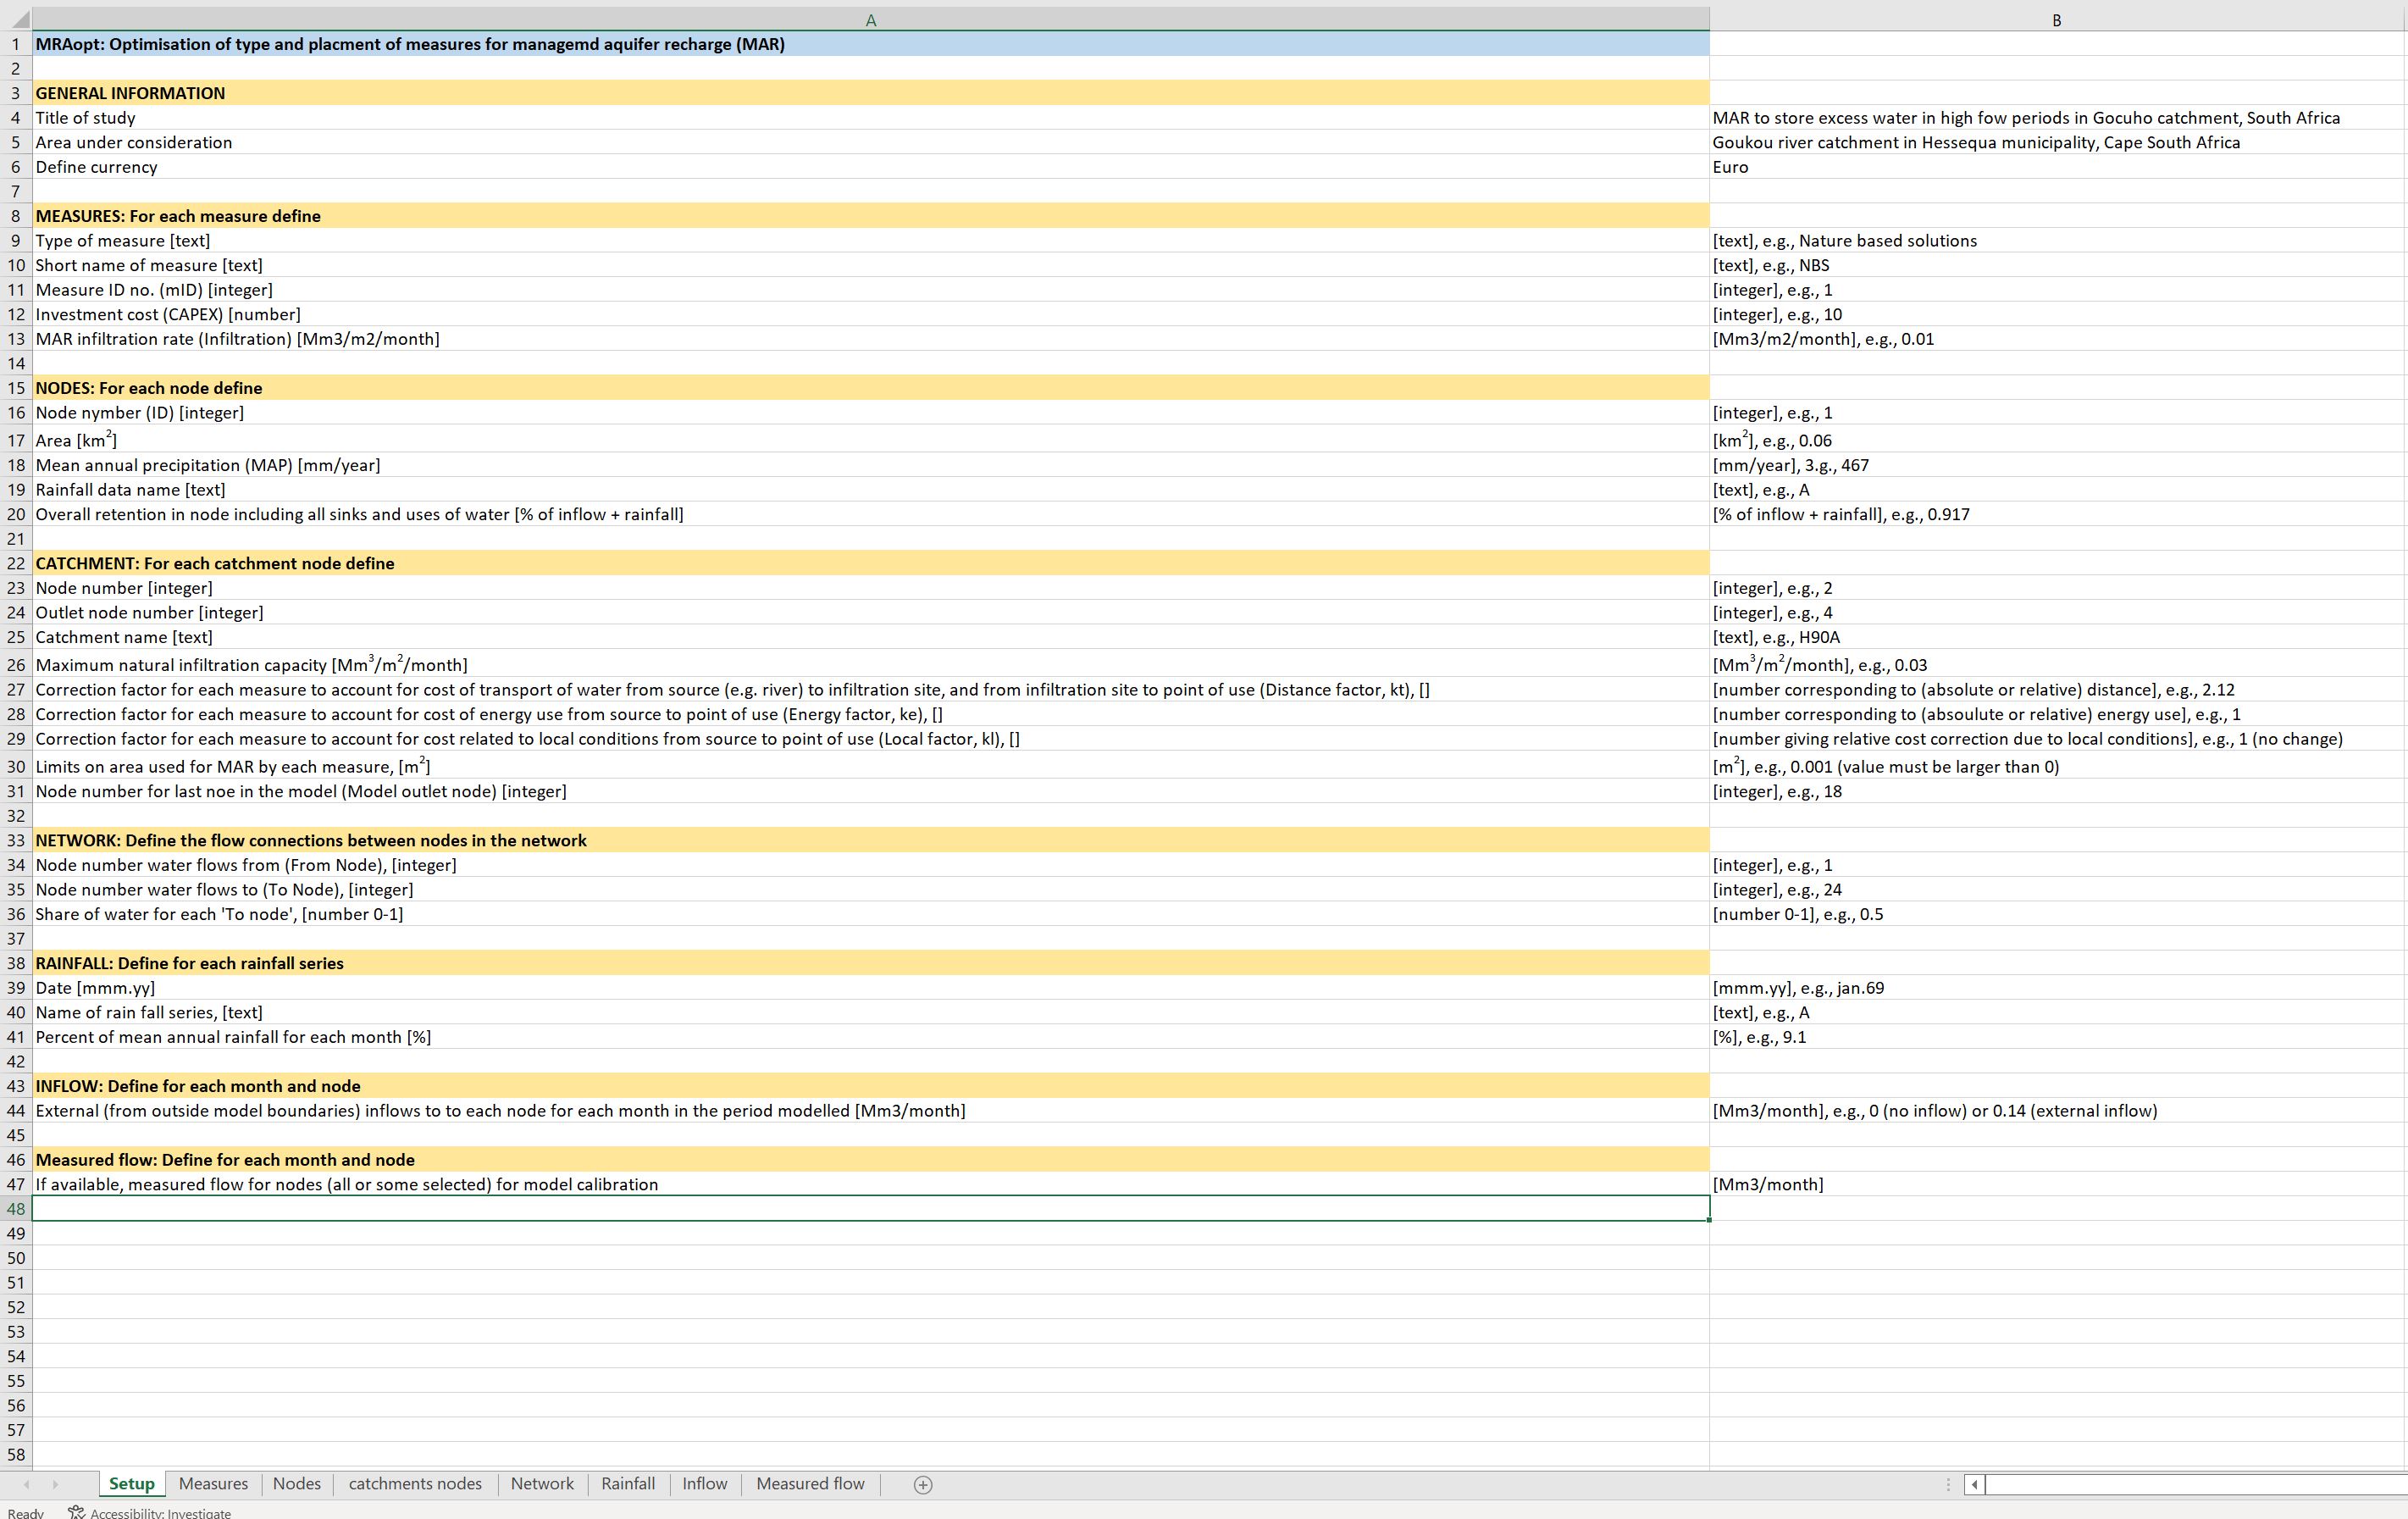 A B
1 MRAopt: Optimisation of type and placment of measures for managemd aquifer recharge (MAR)
2
3 GENERAL INFORMATION
4 Title of study MAR to store excess water in high fow periods in Gocuho catchment, South Africa
5 Area under consideration Goukou river catchment in Hessequa municipality, Cape South Africa
6 Define currency Euro
7
8 MEASURES: For each measure define
9 Type of measure [text] [text], e.g., Nature based solutions
10 Short name of measure [text] [text], e.g., NBS
11 Measure ID no. (mID) [integer] [integer], e.g., 1
12 Investment cost (CAPEX) [number] [integer], e.g., 10
13 MAR infiltration rate (Infiltration) [Mm3/m2/month] [Mm3/m2/month], e.g., 0.01
14
15 NODES: For each node define
16 Node nymber (ID) [integer] [integer], e.g., 1
17 Area [km²] [km²], e.g., 0.06
18 Mean annual precipitation (MAP) [mm/year] [mm/year], 3.g., 467
19 Rainfall data name [text] [text], e.g., A
20 Overall retention in node including all sinks and uses of water [% of inflow + rainfall] [% of inflow + rainfall], e.g., 0.917
21
22 CATCHMENT: For each catchment node define
23 Node number [integer] [integer], e.g., 2
24 Outlet node number [integer] [integer], e.g., 4
25 Catchment name [text] [text], e.g., H90A
26 Maximum natural infiltration capacity [Mm³/m²/month] [Mm³/m²/month], e.g., 0.03
27 Correction factor for each measure to account for cost of transport of water from source (e.g. river) to infiltration site, and from infiltration site to point of use (Distance factor, kt), [] [number corresponding to (absolute or relative) distance], e.g., 2.12
28 Correction factor for each measure to account for cost of energy use from source to point of use (Energy factor, ke), [] [number corresponding to (absoulute or relative) energy use], e.g., 1
29 Correction factor for each measure to account for cost related to local conditions from source to point of use (Local factor, kl), [] [number giving relative cost correction due to local conditions], e.g., 1 (no change)
30 Limits on area used for MAR by each measure, [m²] [m²], e.g., 0.001 (value must be larger than 0)
31 Node number for last noe in the model (Model outlet node) [integer] [integer], e.g., 18
32
33 NETWORK: Define the flow connections between nodes in the network
34 Node number water flows from (From Node), [integer] [integer], e.g., 1
35 Node number water flows to (To Node), [integer] [integer], e.g., 24
36 Share of water for each 'To node', [number 0-1] [number 0-1], e.g., 0.5
37
38 RAINFALL: Define for each rainfall series
39 Date [mmm.yy] [mmm.yy], e.g., jan.69
40 Name of rain fall series, [text] [text], e.g., A
41 Percent of mean annual rainfall for each month [%] [%], e.g., 9.1
42
43 INFLOW: Define for each month and node
44 External (from outside model boundaries) inflows to to each node for each month in the period modelled [Mm3/month] [Mm3/month], e.g., 0 (no inflow) or 0.14 (external inflow)
45
46 Measured flow: Define for each month and node
47 If available, measured flow for nodes (all or some selected) for model calibration [Mm3/month]
48
49
50
51
52
53
54
55
56
57
58
Setup Measures Nodes catchments nodes Network Rainfall Inflow Measured flow
Ready Accessibility: Investigate